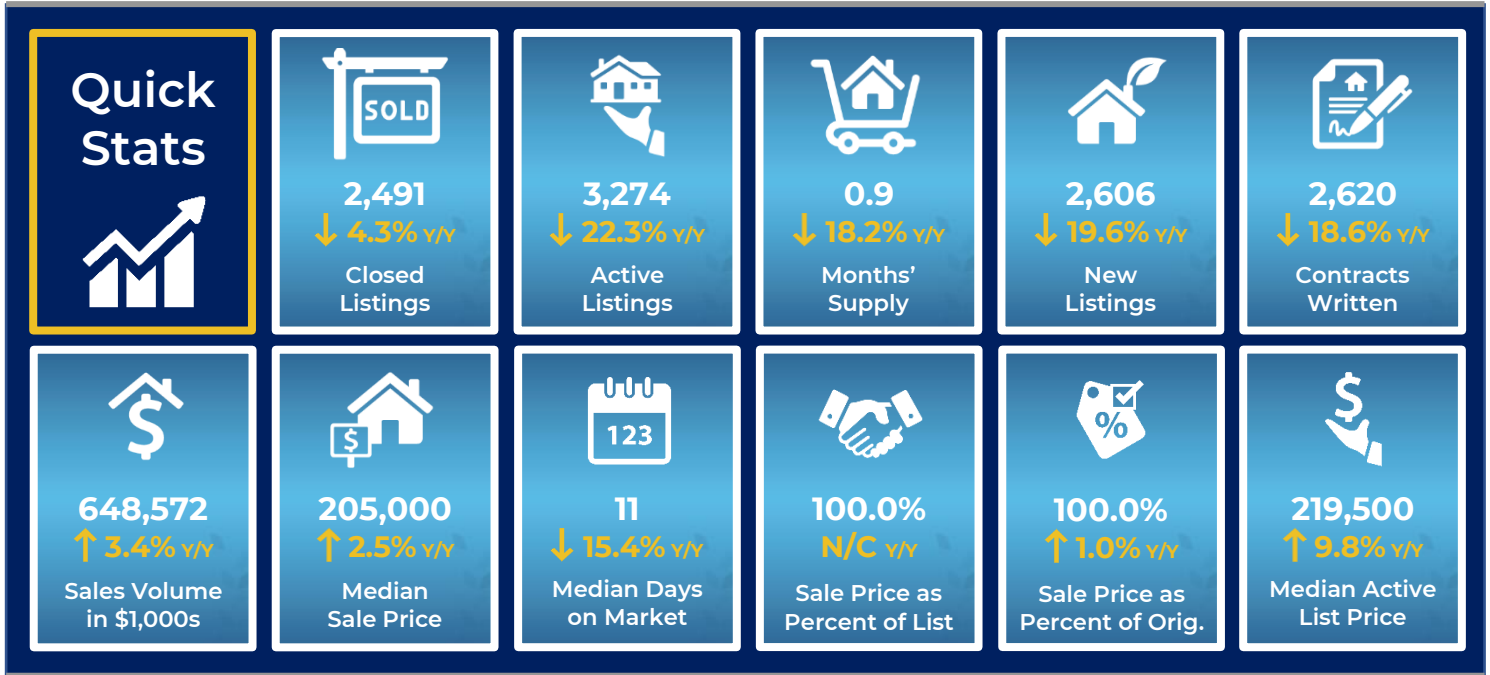 Quick
Stats
SOLD
2,491
↓ 4.3% Y/Y
Closed
Listings
3,274
↓ 22.3% Y/Y
Active
Listings
0.9
↓ 18.2% Y/Y
Months’
Supply
2,606
↓ 19.6% Y/Y
New
Listings
2,620
↓ 18.6% Y/Y
Contracts
Written
$
648,572
↑ 3.4% Y/Y
Sales Volume
in $1,000s
$
205,000
↑ 2.5% Y/Y
Median
Sale Price
123
11
↓ 15.4% Y/Y
Median Days
on Market
100.0%
N/C Y/Y
Sale Price as
Percent of List
%
100.0%
↑ 1.0% Y/Y
Sale Price as
Percent of Orig.
$
219,500
↑ 9.8% Y/Y
Median Active
List Price